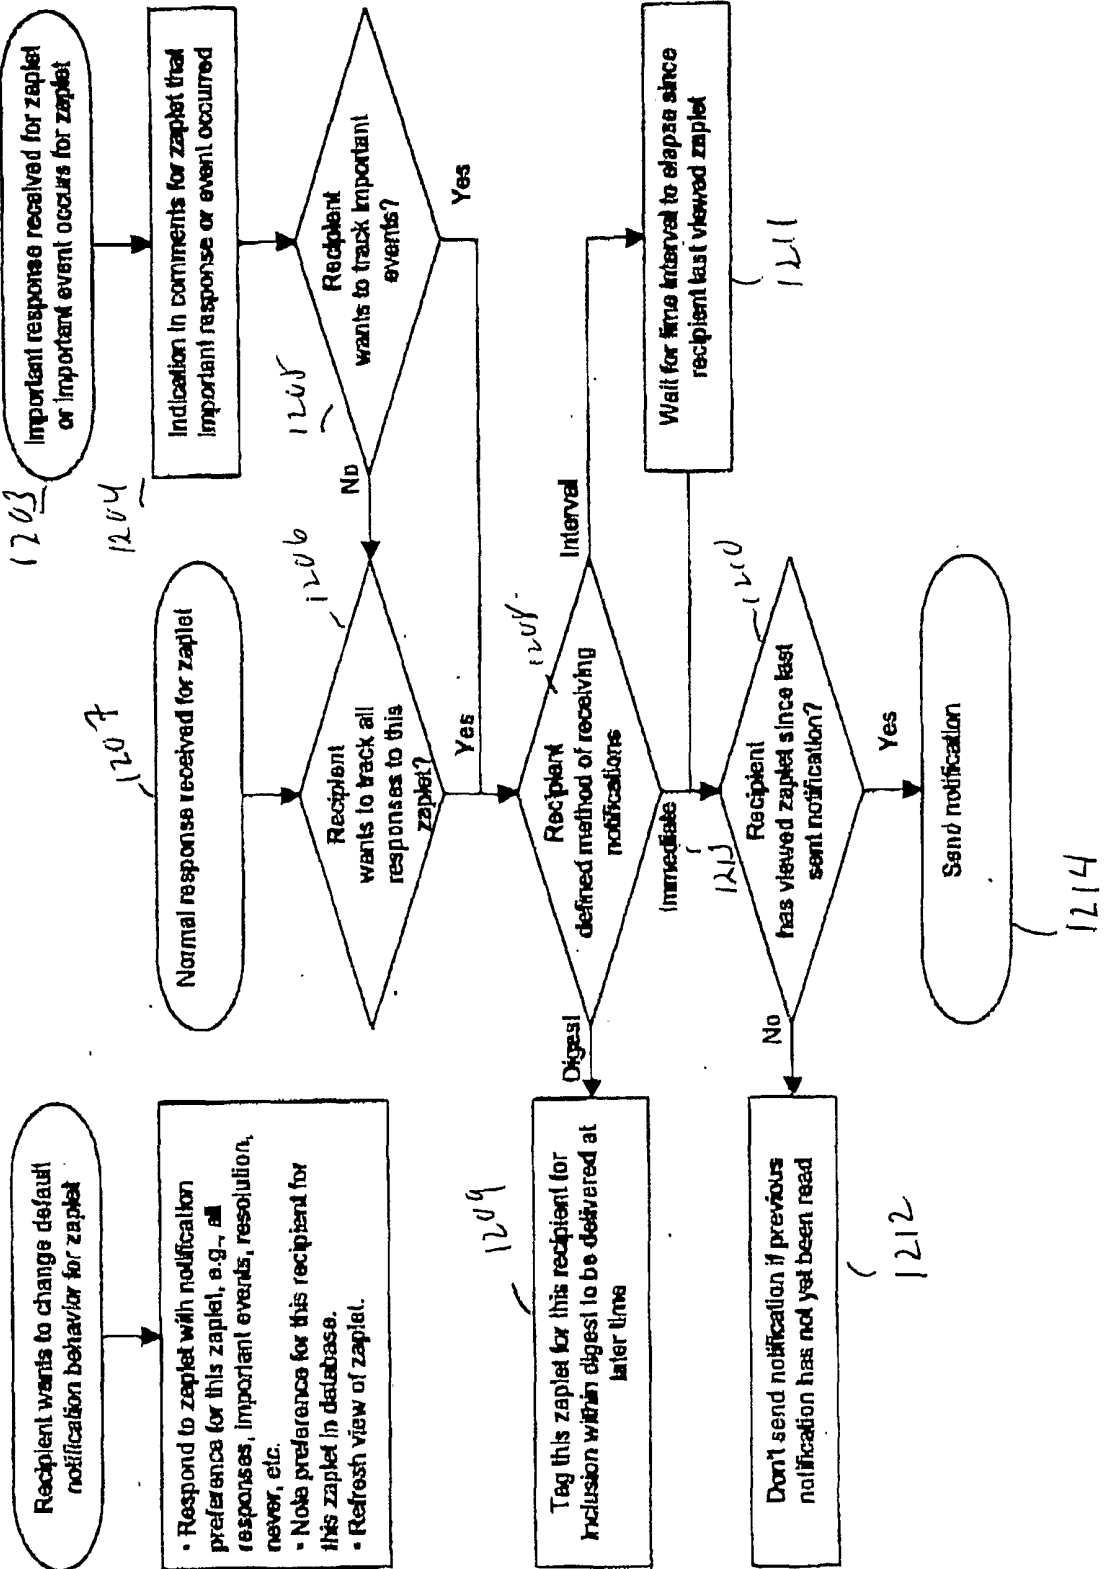 Recipient wants to change default
notification behavior for zaplet
• Respond to zaplet with notification
preference for this zaplet, e.g., all
responses, important events, resolution,
never, etc.
• Note preference for this recipient for
this zaplet in database.
• Refresh view of zaplet.
1207
Normal response received for zaplet
1203
Important response received for zaplet
or important event occurs for zaplet
1204
Indication in comments for zaplet that
important response or event occurred
1205
Recipient
wants to track important
events?
No
Yes
1206
Recipient
wants to track all
responses to this
zaplet?
Yes
1208
Recipient
defined method of receiving
notifications
Digest
Interval
Immediate
1209
Tag this zaplet for this recipient for
inclusion within digest to be delivered at
later time
Wait for time interval to elapse since
recipient last viewed zaplet
1211
1210
Recipient
has viewed zaplet since last
sent notification?
No
Yes
Don't send notification if previous
notification has not yet been read
1212
Send notification
1214